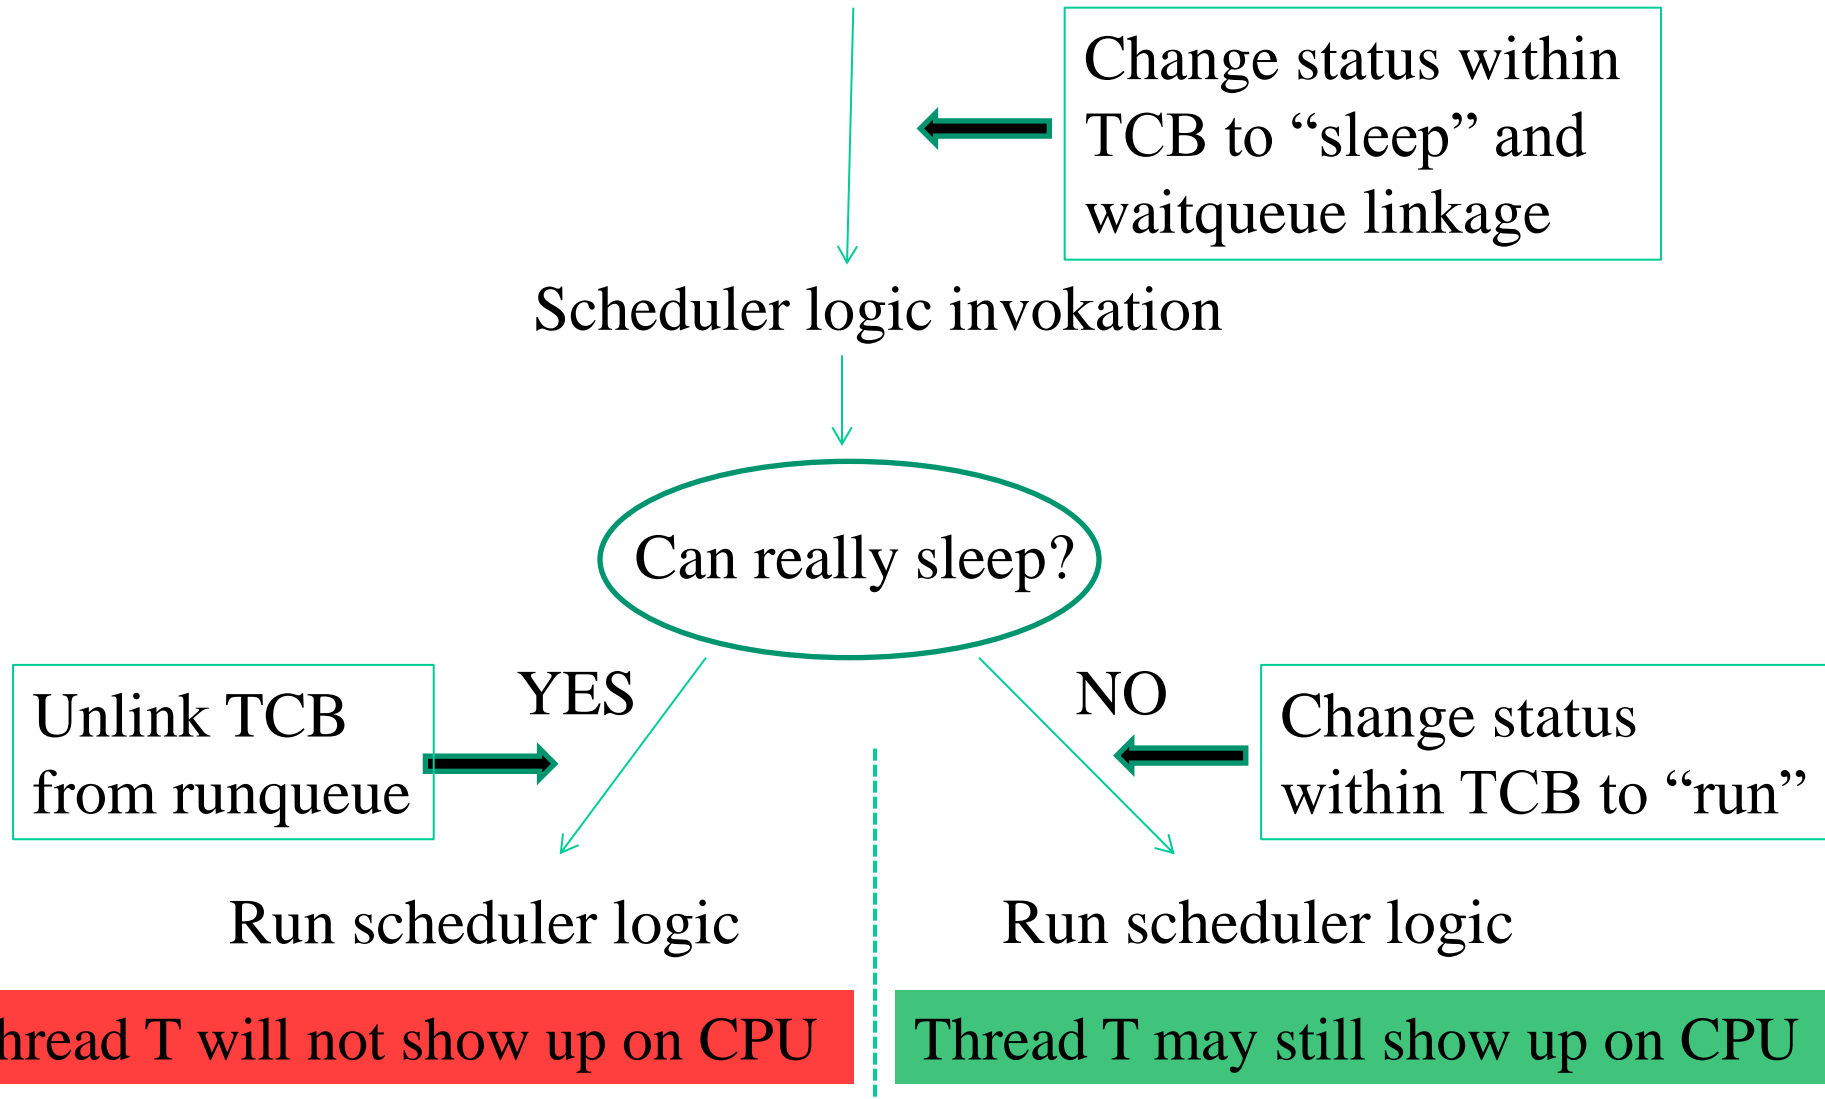 Change status within
TCB to “sleep” and
waitqueue linkage
Scheduler logic invokation
Can really sleep?
YES
NO
Unlink TCB
from runqueue
Change status
within TCB to “run”
Run scheduler logic
Run scheduler logic
hread T will not show up on CPU
Thread T may still show up on CPU